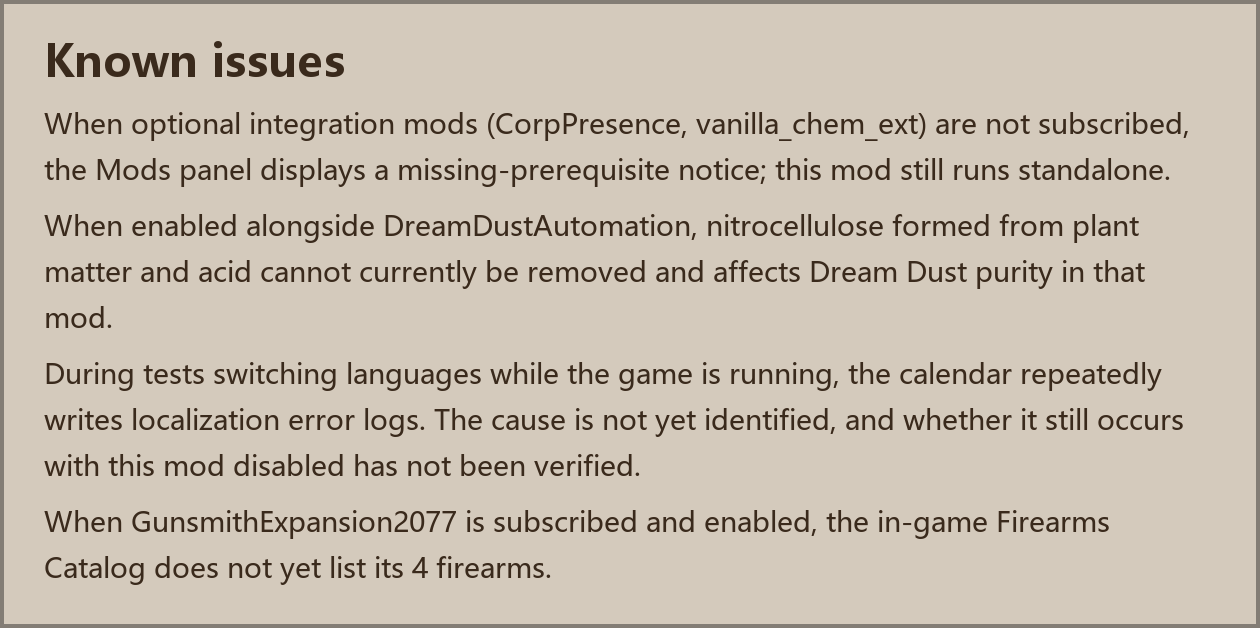 Known issues
When optional integration mods (CorpPresence, vanilla_chem_ext) are not subscribed,
the Mods panel displays a missing-prerequisite notice; this mod still runs standalone.
When enabled alongside DreamDustAutomation, nitrocellulose formed from plant
matter and acid cannot currently be removed and affects Dream Dust purity in that
mod.
During tests switching languages while the game is running, the calendar repeatedly
writes localization error logs. The cause is not yet identified, and whether it still occurs
with this mod disabled has not been verified.
When GunsmithExpansion2077 is subscribed and enabled, the in-game Firearms
Catalog does not yet list its 4 firearms.